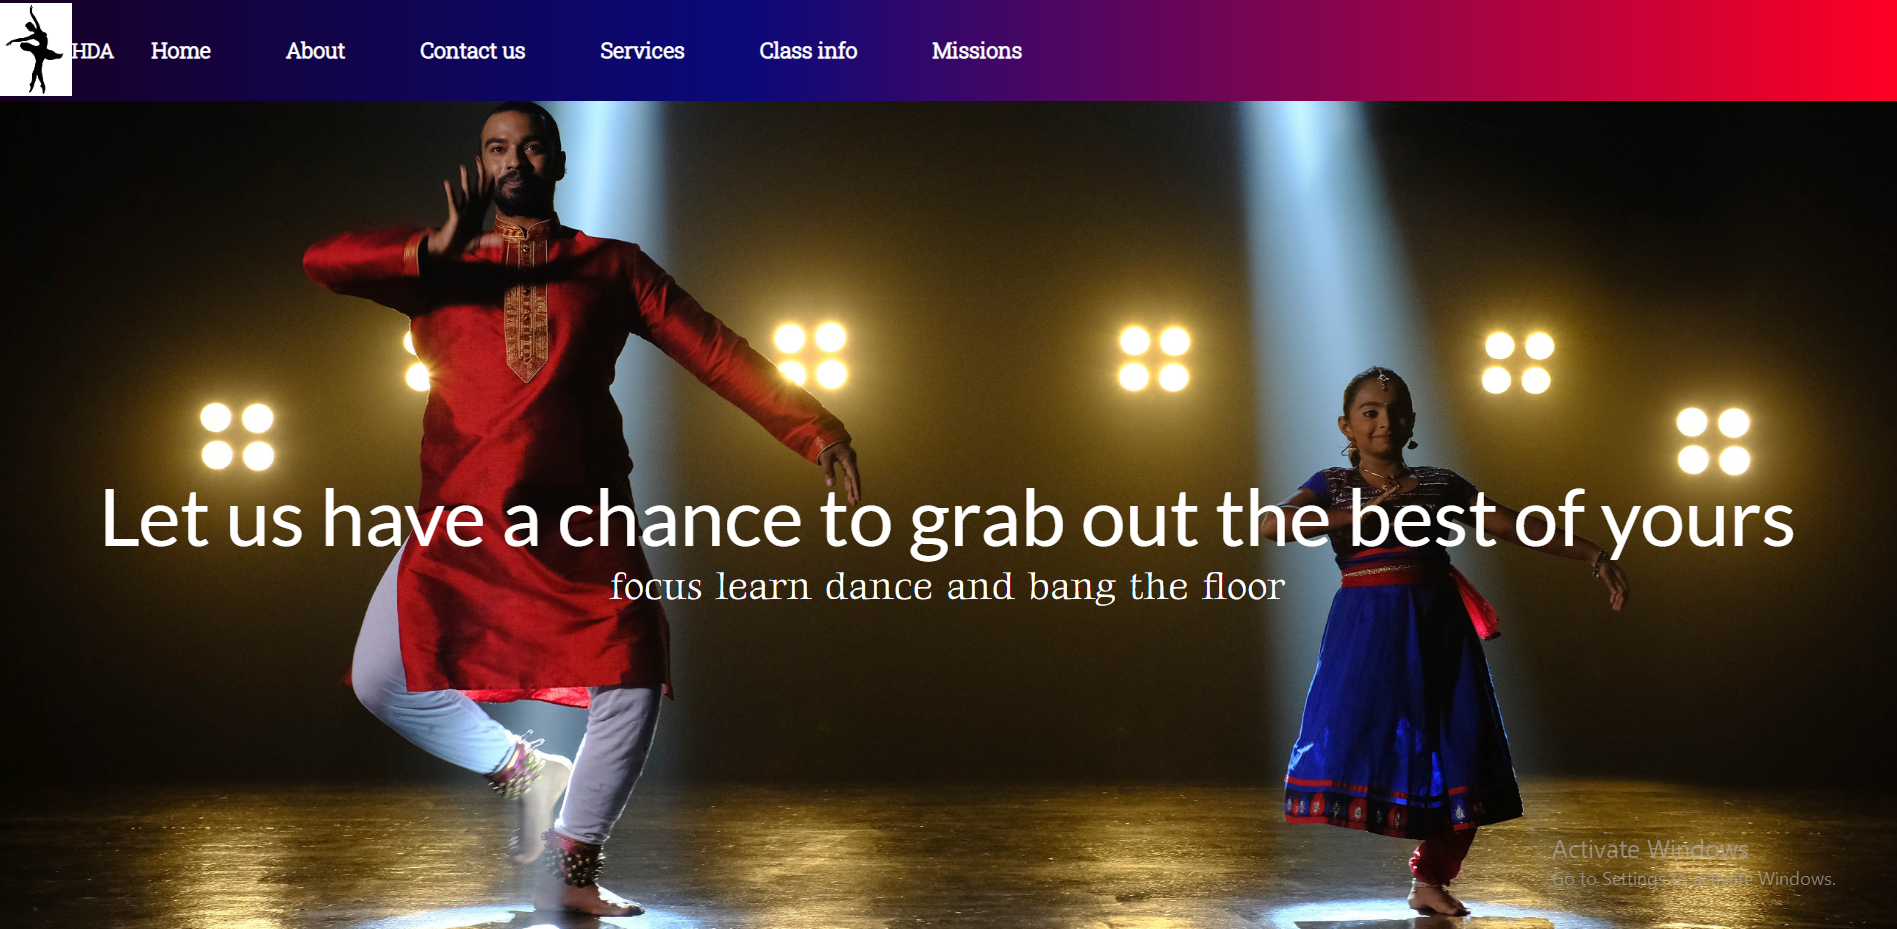 HDA Home About Contact us Services Class info Missions
Let us have a chance to grab out the best of yours
focus learn dance and bang the floor
Activate Windows
Go to Settings to activate Windows.